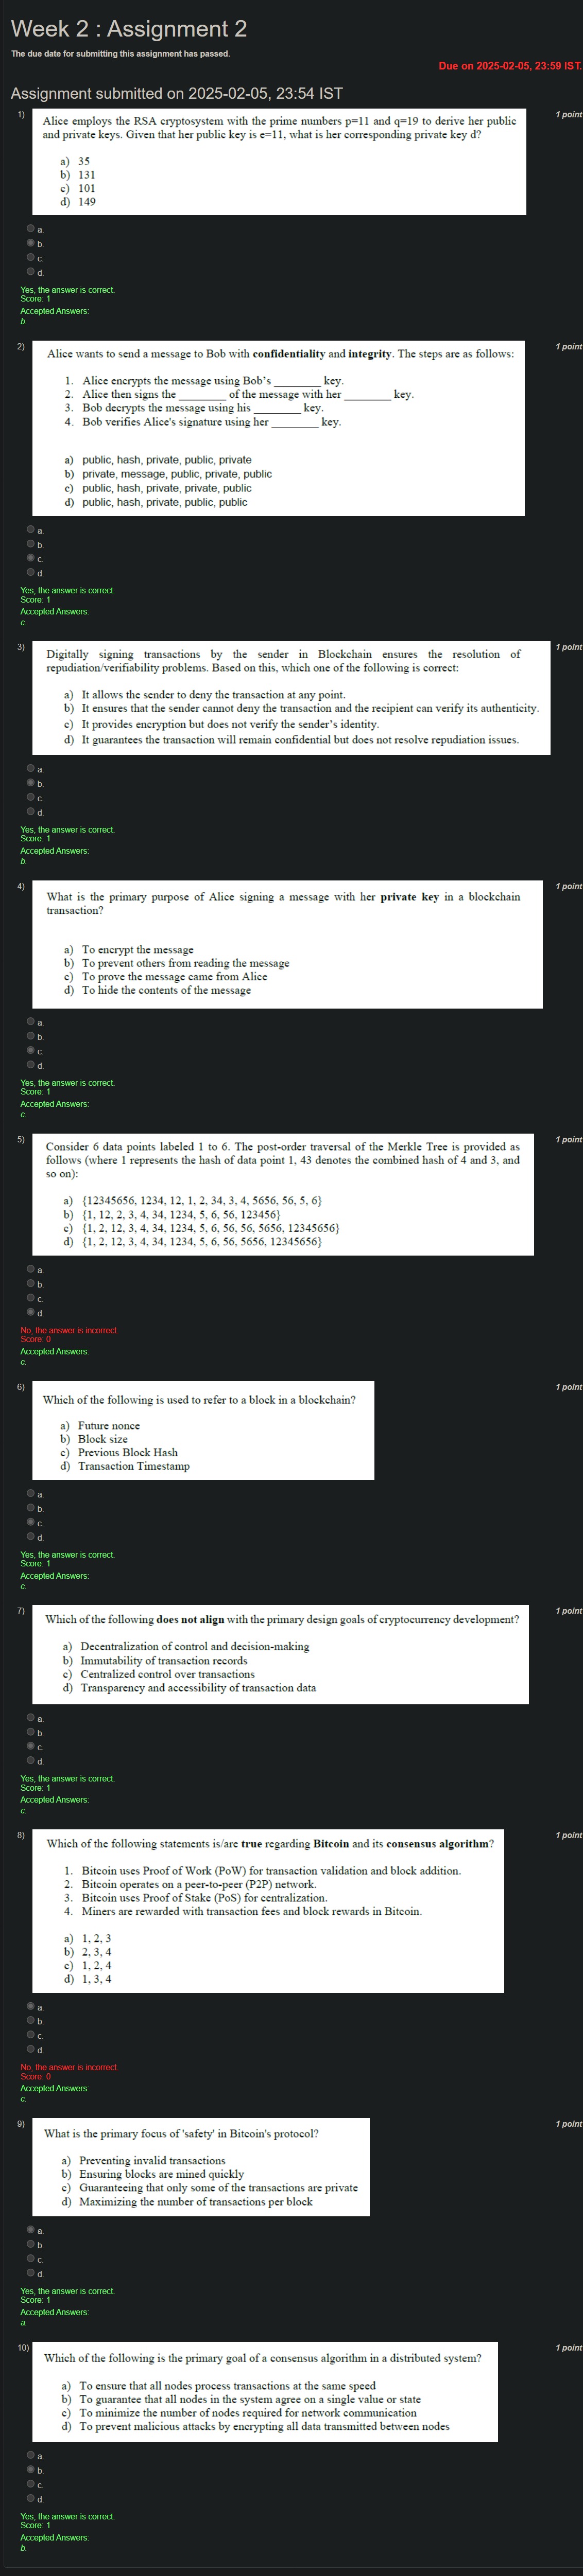 Week 2 : Assignment 2
The due date for submitting this assignment has passed.
Due on 2025-02-05, 23:59 IST.
Assignment submitted on 2025-02-05, 23:54 IST
1)
1 point
Alice employs the RSA cryptosystem with the prime numbers p=11 and q=19 to derive her public
and private keys. Given that her public key is e=11, what is her corresponding private key d?
a) 35
b) 131
c) 101
d) 149
a.
b.
c.
d.
Yes, the answer is correct.
Score: 1
Accepted Answers:
b.
2)
1 point
Alice wants to send a message to Bob with confidentiality and integrity. The steps are as follows:
1. Alice encrypts the message using Bob's ________ key.
2. Alice then signs the ________ of the message with her ________ key.
3. Bob decrypts the message using his ________ key.
4. Bob verifies Alice's signature using her ________ key.
a) public, hash, private, public, private
b) private, message, public, private, public
c) public, hash, private, private, public
d) public, hash, private, public, public
a.
b.
c.
d.
Yes, the answer is correct.
Score: 1
Accepted Answers:
c.
3)
1 point
Digitally signing transactions by the sender in Blockchain ensures the resolution of
repudiation/verifiability problems. Based on this, which one of the following is correct:
a) It allows the sender to deny the transaction at any point.
b) It ensures that the sender cannot deny the transaction and the recipient can verify its authenticity.
c) It provides encryption but does not verify the sender's identity.
d) It guarantees the transaction will remain confidential but does not resolve repudiation issues.
a.
b.
c.
d.
Yes, the answer is correct.
Score: 1
Accepted Answers:
b.
4)
1 point
What is the primary purpose of Alice signing a message with her private key in a blockchain
transaction?
a) To encrypt the message
b) To prevent others from reading the message
c) To prove the message came from Alice
d) To hide the contents of the message
a.
b.
c.
d.
Yes, the answer is correct.
Score: 1
Accepted Answers:
c.
5)
1 point
Consider 6 data points labeled 1 to 6. The post-order traversal of the Merkle Tree is provided as
follows (where 1 represents the hash of data point 1, 43 denotes the combined hash of 4 and 3, and
so on):
a) {12345656, 1234, 12, 1, 2, 34, 3, 4, 5656, 56, 5, 6}
b) {1, 12, 2, 3, 4, 34, 1234, 5, 6, 56, 123456}
c) {1, 2, 12, 3, 4, 34, 1234, 5, 6, 56, 56, 5656, 12345656}
d) {1, 2, 12, 3, 4, 34, 1234, 5, 6, 56, 5656, 12345656}
a.
b.
c.
d.
No, the answer is incorrect.
Score: 0
Accepted Answers:
c.
6)
1 point
Which of the following is used to refer to a block in a blockchain?
a) Future nonce
b) Block size
c) Previous Block Hash
d) Transaction Timestamp
a.
b.
c.
d.
Yes, the answer is correct.
Score: 1
Accepted Answers:
c.
7)
1 point
Which of the following does not align with the primary design goals of cryptocurrency development?
a) Decentralization of control and decision-making
b) Immutability of transaction records
c) Centralized control over transactions
d) Transparency and accessibility of transaction data
a.
b.
c.
d.
Yes, the answer is correct.
Score: 1
Accepted Answers:
c.
8)
1 point
Which of the following statements is/are true regarding Bitcoin and its consensus algorithm?
1. Bitcoin uses Proof of Work (PoW) for transaction validation and block addition.
2. Bitcoin operates on a peer-to-peer (P2P) network.
3. Bitcoin uses Proof of Stake (PoS) for centralization.
4. Miners are rewarded with transaction fees and block rewards in Bitcoin.
a) 1, 2, 3
b) 2, 3, 4
c) 1, 2, 4
d) 1, 3, 4
a.
b.
c.
d.
No, the answer is incorrect.
Score: 0
Accepted Answers:
c.
9)
1 point
What is the primary focus of 'safety' in Bitcoin's protocol?
a) Preventing invalid transactions
b) Ensuring blocks are mined quickly
c) Guaranteeing that only some of the transactions are private
d) Maximizing the number of transactions per block
a.
b.
c.
d.
Yes, the answer is correct.
Score: 1
Accepted Answers:
a.
10)
1 point
Which of the following is the primary goal of a consensus algorithm in a distributed system?
a) To ensure that all nodes process transactions at the same speed
b) To guarantee that all nodes in the system agree on a single value or state
c) To minimize the number of nodes required for network communication
d) To prevent malicious attacks by encrypting all data transmitted between nodes
a.
b.
c.
d.
Yes, the answer is correct.
Score: 1
Accepted Answers:
b.